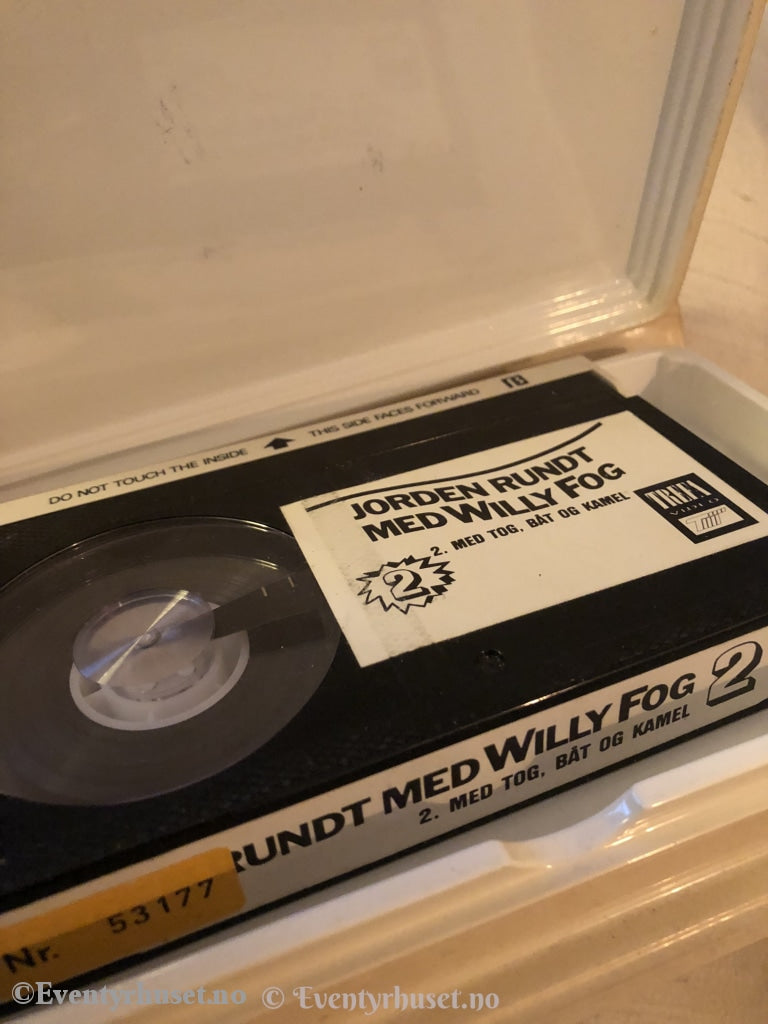 DO NOT TOUCH THE INSIDE THIS SIDE FACES FORWARD
JORDEN RUNDT
MED WILLY FOG
2. MED TOG, BÅT OG KAMEL
2
VIDEO
RUNDT MED WILLY FOG 2
2. MED TOG, BÅT OG KAMEL
Nr. 53177
©Eventyrhuset.no © Eventyrhuset.no